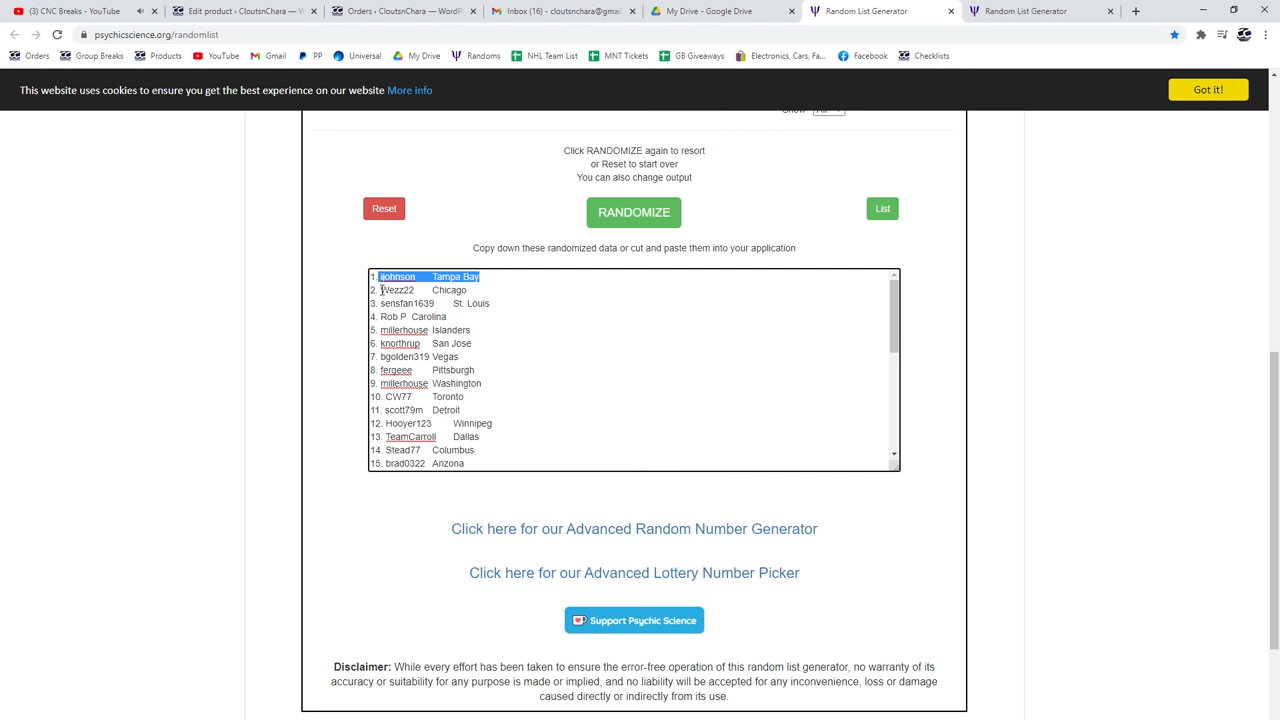 (3) CNC Breaks - YouTube
Edit product ‹ CloutsnChara — W
Orders ‹ CloutsnChara — WordP
Inbox (16) - cloutsnchara@gmail
My Drive - Google Drive
Random List Generator
Random List Generator
psychicscience.org/randomlist
Orders
Group Breaks
Products
YouTube
Gmail
PP
Universal
My Drive
Randoms
NHL Team List
MNT Tickets
GB Giveaways
Electronics, Cars, Fa...
Facebook
Checklists
This website uses cookies to ensure you get the best experience on our website More info
Got it!
Show All
Click RANDOMIZE again to resort
or Reset to start over
You can also change output
Reset
RANDOMIZE
List
Copy down these randomized data or cut and paste them into your application
1. ijohnson Tampa Bay
2. Wezz22 Chicago
3. sensfan1639 St. Louis
4. Rob P Carolina
5. millerhouse Islanders
6. knorthrup San Jose
7. bgolden319 Vegas
8. fergeee Pittsburgh
9. millerhouse Washington
10. CW77 Toronto
11. scott79m Detroit
12. Hooyer123 Winnipeg
13. TeamCarroll Dallas
14. Stead77 Columbus
15. brad0322 Arizona
Click here for our Advanced Random Number Generator
Click here for our Advanced Lottery Number Picker
Support Psychic Science
Disclaimer: While every effort has been taken to ensure the error-free operation of this random list generator, no warranty of its
accuracy or suitability for any purpose is made or implied, and no liability will be accepted for any inconvenience, loss or damage
caused directly or indirectly from its use.